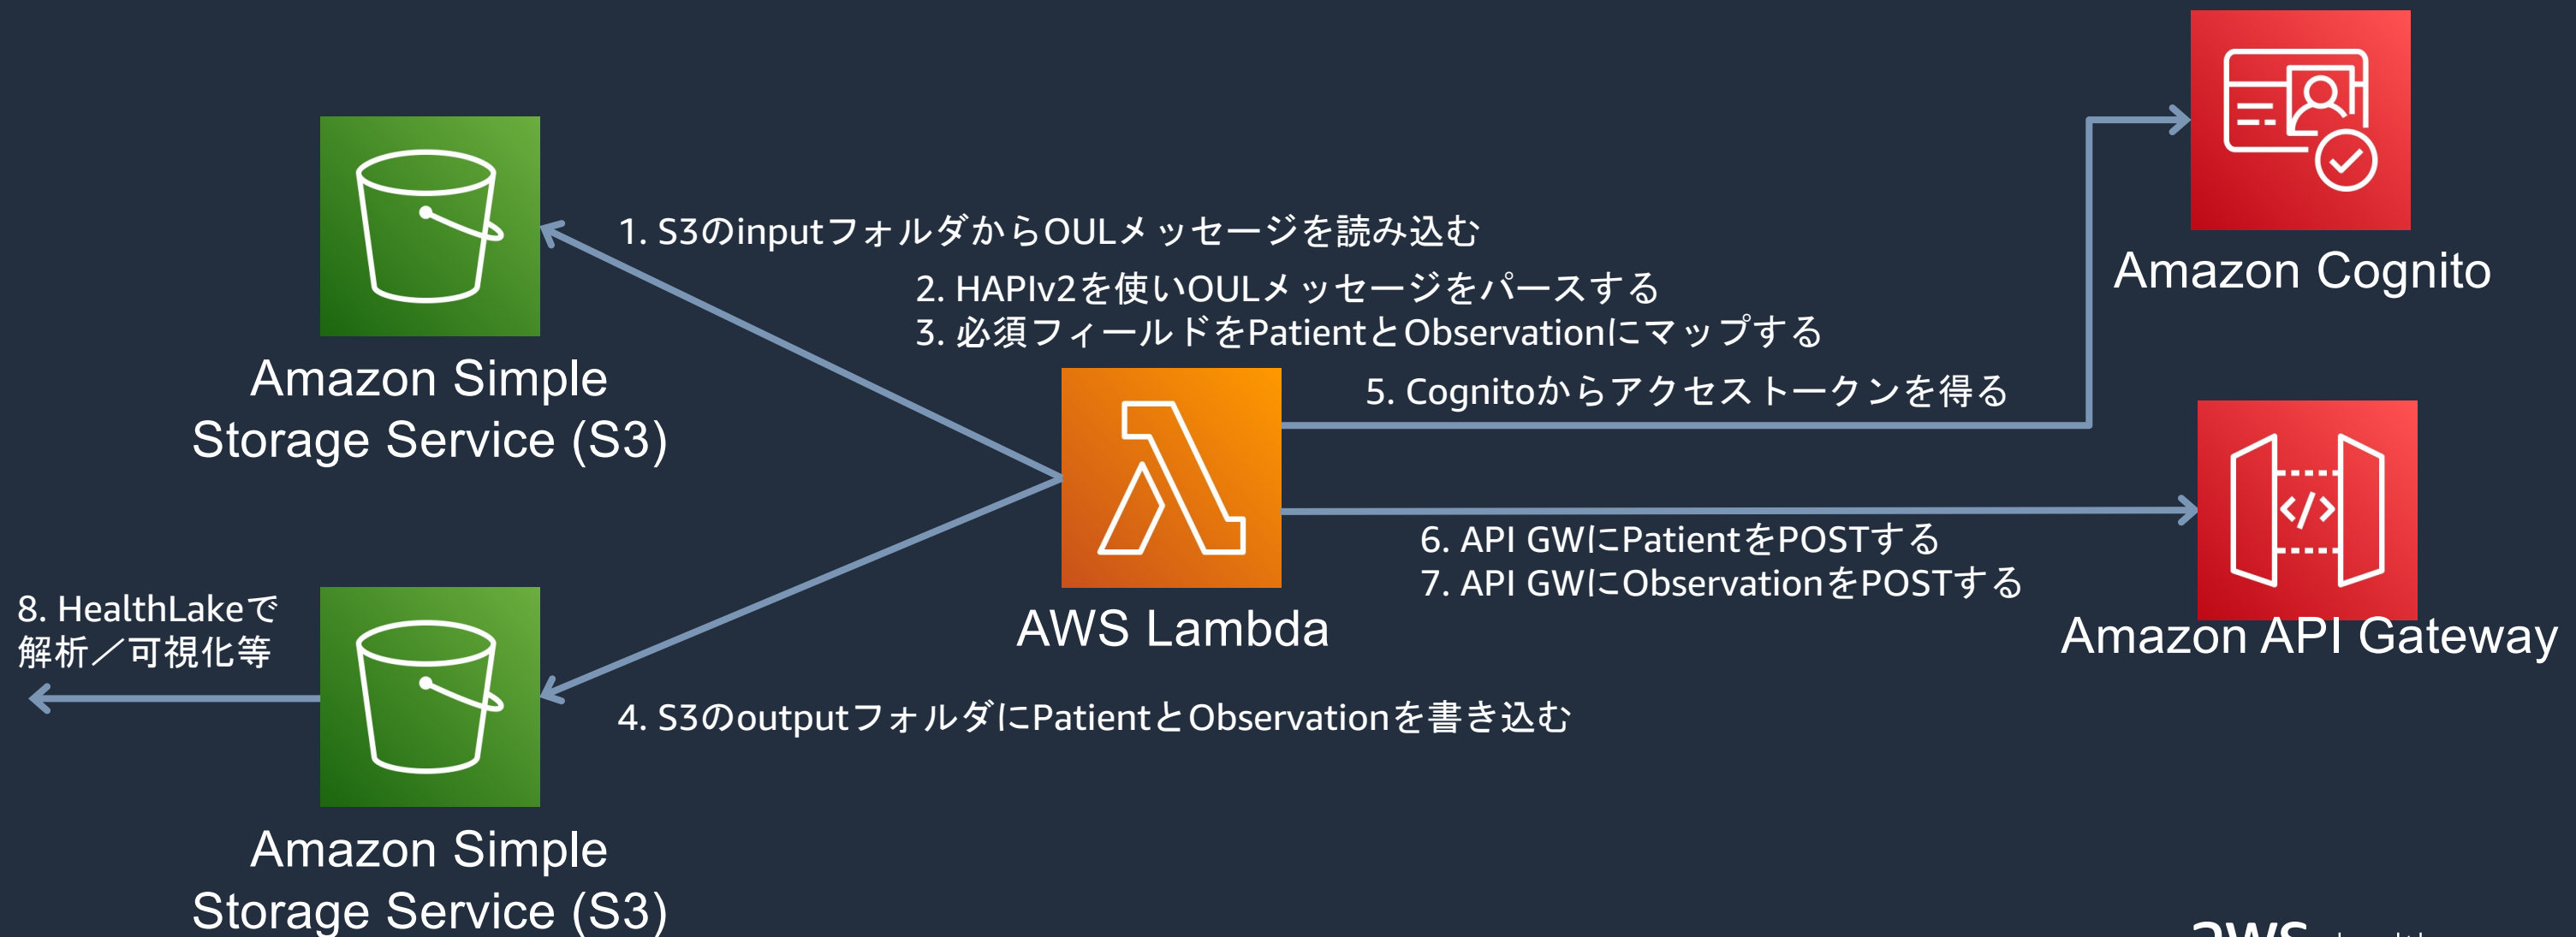 Amazon Cognito
1. S3のinputフォルダからOULメッセージを読み込む
2. HAPIv2を使いOULメッセージをパースする
3. 必須フィールドをPatientとObservationにマップする
Amazon Simple
Storage Service (S3)
5. Cognitoからアクセストークンを得る
</>
6. API GWにPatientをPOSTする
7. API GWにObservationをPOSTする
AWS Lambda
Amazon API Gateway
8. HealthLakeで
解析／可視化等
4. S3のoutputフォルダにPatientとObservationを書き込む
Amazon Simple
Storage Service (S3)
aws